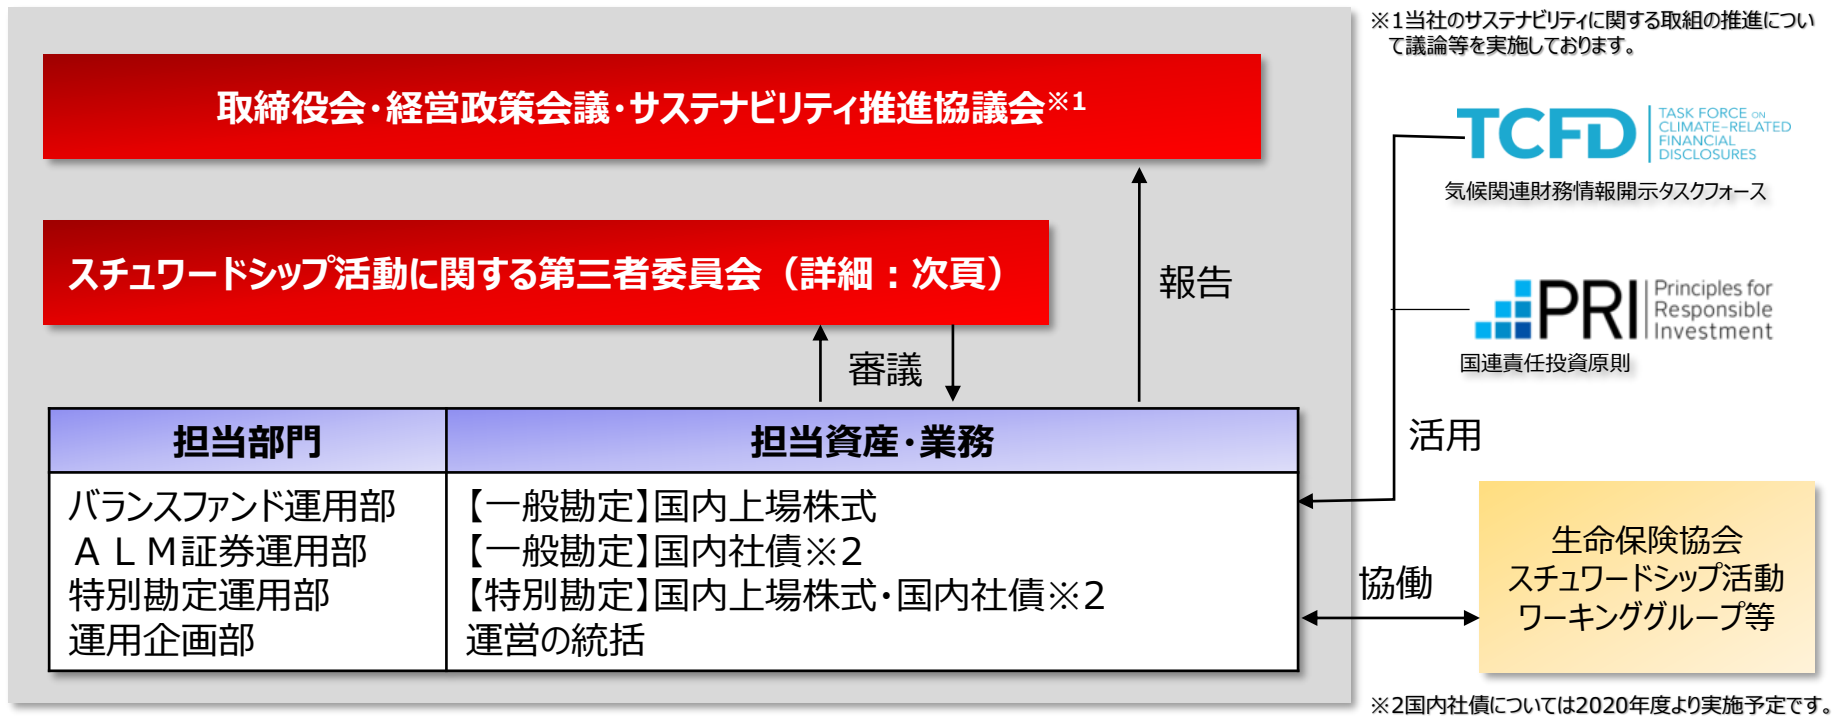 ※1当社のサステナビリティに関する取組の推進につい
て議論等を実施しております。
取締役会・経営政策会議・サステナビリティ推進協議会※1
TCFD
TASK FORCE ON
CLIMATE-RELATED
FINANCIAL
DISCLOSURES
気候関連財務情報開示タスクフォース
スチュワードシップ活動に関する第三者委員会（詳細：次頁）
報告
PRI
Principles for
Responsible
Investment
国連責任投資原則
審議
活用
担当部門 担当資産・業務
バランスファンド運用部 【一般勘定】国内上場株式
ＡＬＭ証券運用部 【一般勘定】国内社債※2
特別勘定運用部 【特別勘定】国内上場株式・国内社債※2
運用企画部 運営の統括
協働
生命保険協会
スチュワードシップ活動
ワーキンググループ等
※2国内社債については2020年度より実施予定です。